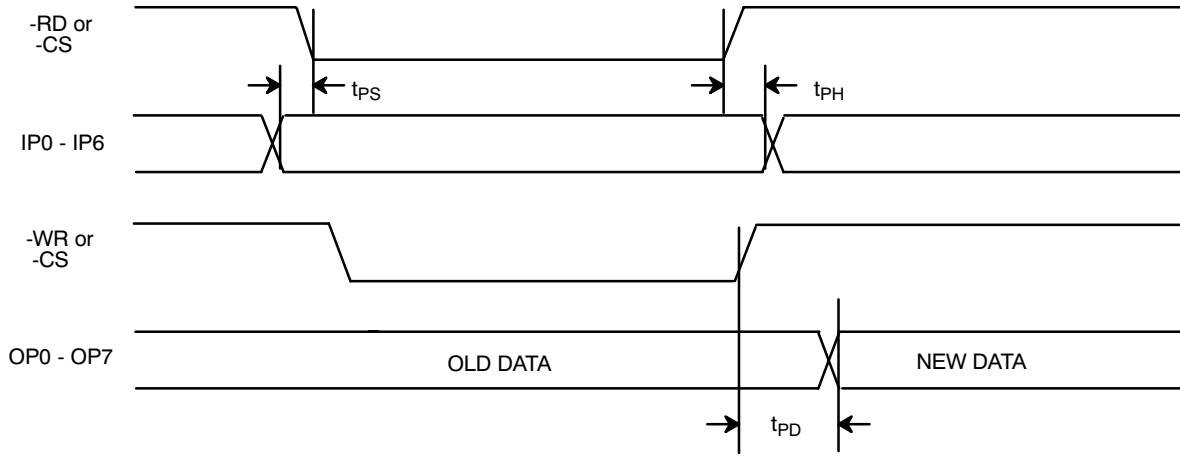 -RD or
-CS
tPS
tPH
IP0 - IP6
-WR or
-CS
OP0 - OP7
OLD DATA
NEW DATA
tPD